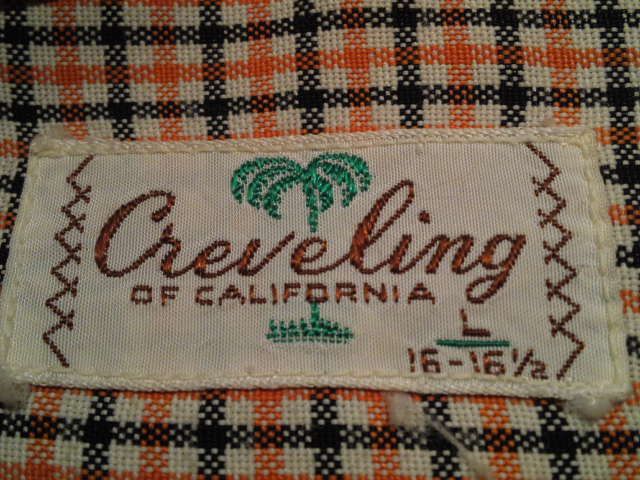 Creveling
OF CALIFORNIA
L
16-16½